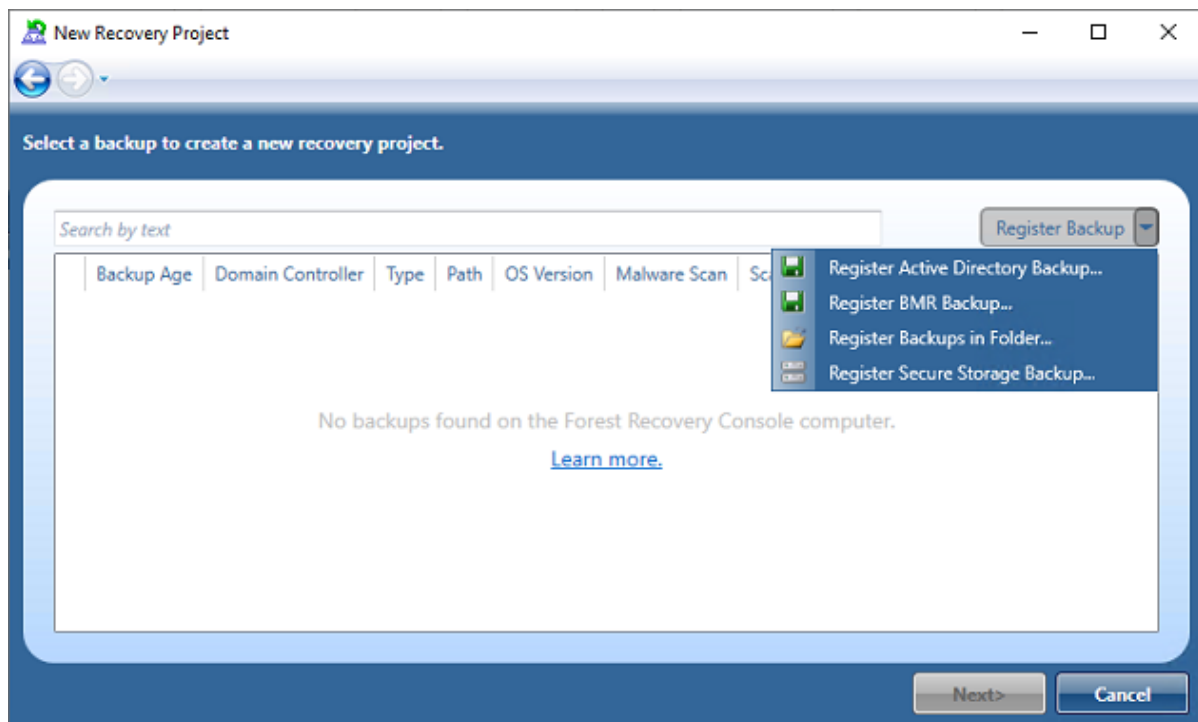 New Recovery Project
Select a backup to create a new recovery project.
Search by text
Register Backup
Backup Age Domain Controller Type Path OS Version Malware Scan
Register Active Directory Backup...
Register BMR Backup...
Register Backups in Folder...
Register Secure Storage Backup...
No backups found on the Forest Recovery Console computer.
Learn more.
Next> Cancel